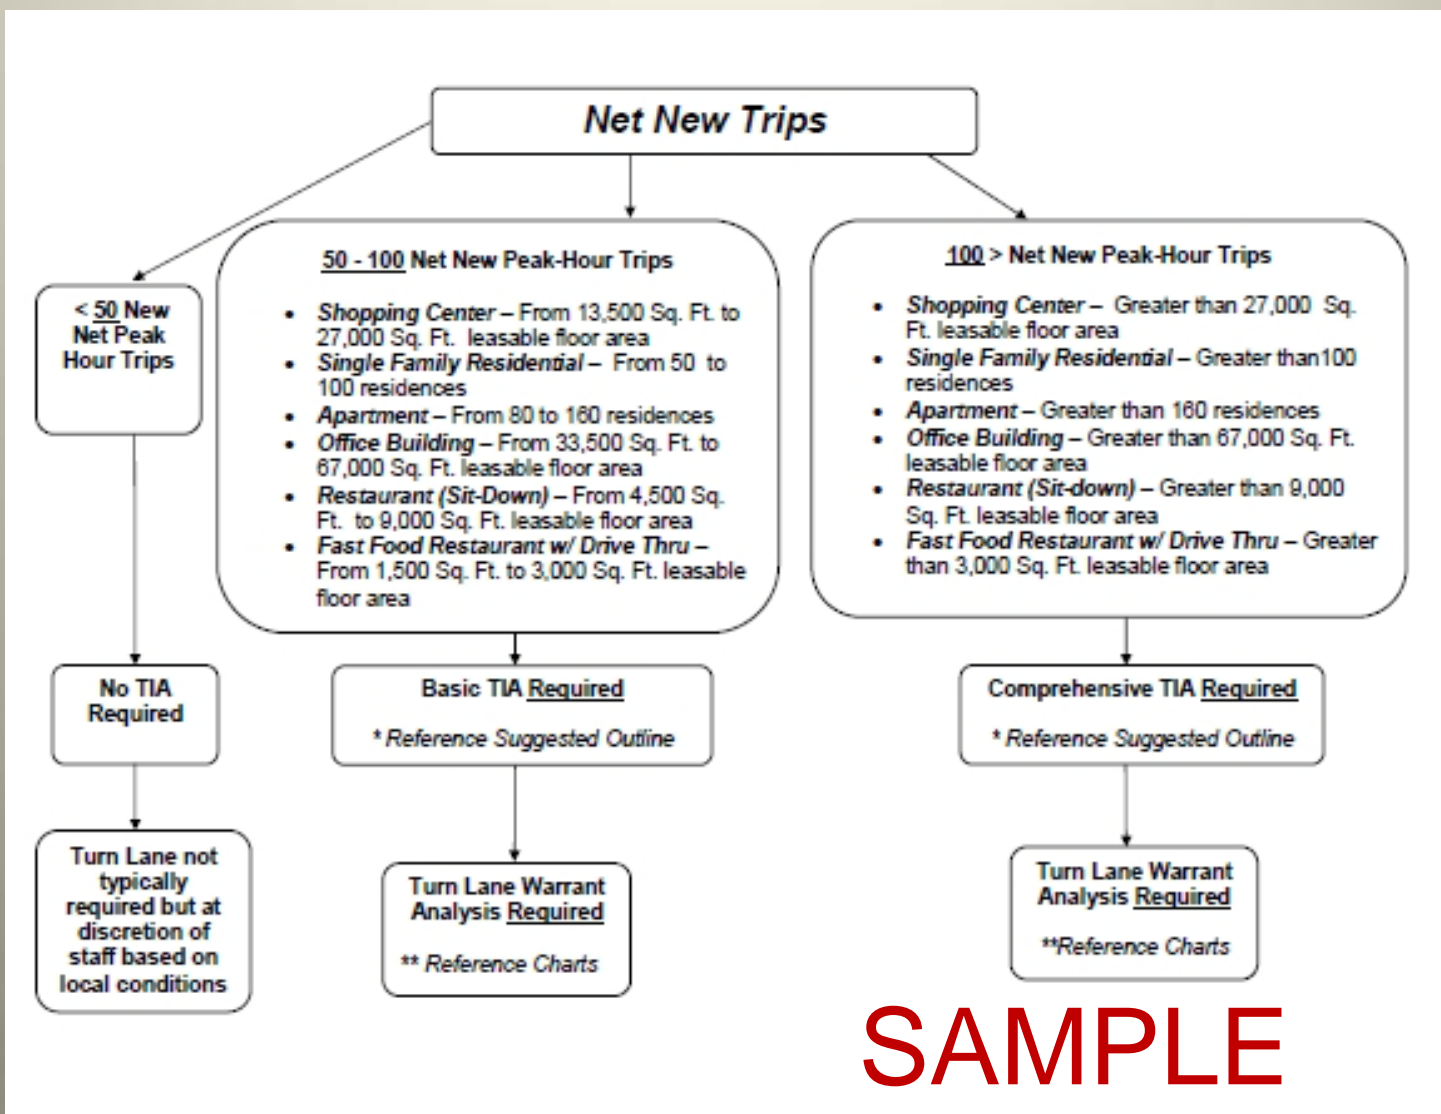 Net New Trips
< 50 New
Net Peak
Hour Trips
No TIA
Required
Turn Lane not
typically
required but at
discretion of
staff based on
local conditions
50 - 100 Net New Peak-Hour Trips
• Shopping Center – From 13,500 Sq. Ft. to
27,000 Sq. Ft. leasable floor area
• Single Family Residential – From 50 to
100 residences
• Apartment – From 80 to 160 residences
• Office Building – From 33,500 Sq. Ft. to
67,000 Sq. Ft. leasable floor area
• Restaurant (Sit-Down) – From 4,500 Sq.
Ft. to 9,000 Sq. Ft. leasable floor area
• Fast Food Restaurant w/ Drive Thru –
From 1,500 Sq. Ft. to 3,000 Sq. Ft. leasable
floor area
Basic TIA Required
* Reference Suggested Outline
Turn Lane Warrant
Analysis Required
** Reference Charts
100 > Net New Peak-Hour Trips
• Shopping Center – Greater than 27,000 Sq.
Ft. leasable floor area
• Single Family Residential – Greater than100
residences
• Apartment – Greater than 160 residences
• Office Building – Greater than 67,000 Sq. Ft.
leasable floor area
• Restaurant (Sit-down) – Greater than 9,000
Sq. Ft. leasable floor area
• Fast Food Restaurant w/ Drive Thru – Greater
than 3,000 Sq. Ft. leasable floor area
Comprehensive TIA Required
* Reference Suggested Outline
Turn Lane Warrant
Analysis Required
**Reference Charts
SAMPLE